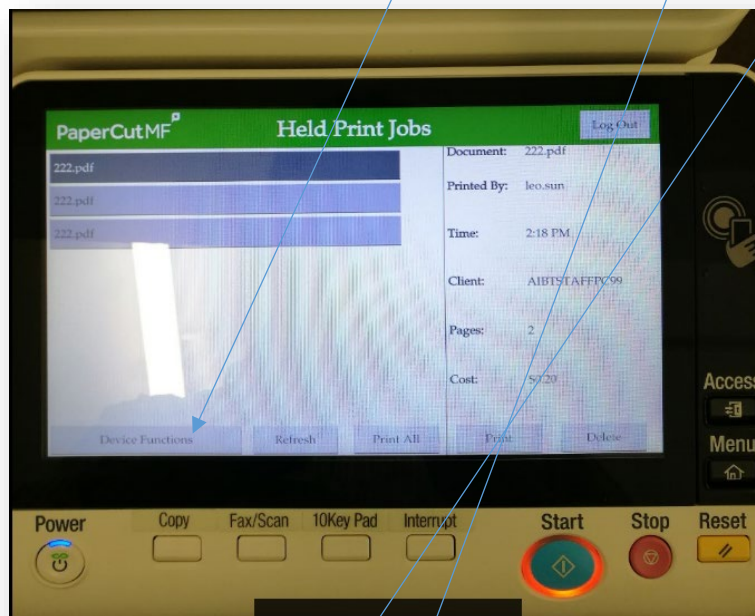 PaperCutMF
Held Print Jobs
Log Out
222.pdf
222.pdf
222.pdf
Document: 222.pdf
Printed By: leo.sun
Time: 2:18 PM
Client: AIBTSTAFFPC99
Pages: 2
Cost: $0.20
Device Functions
Refresh
Print All
Print
Delete
Access
Menu
Power
Copy
Fax/Scan
10Key Pad
Interrupt
Start
Stop
Reset